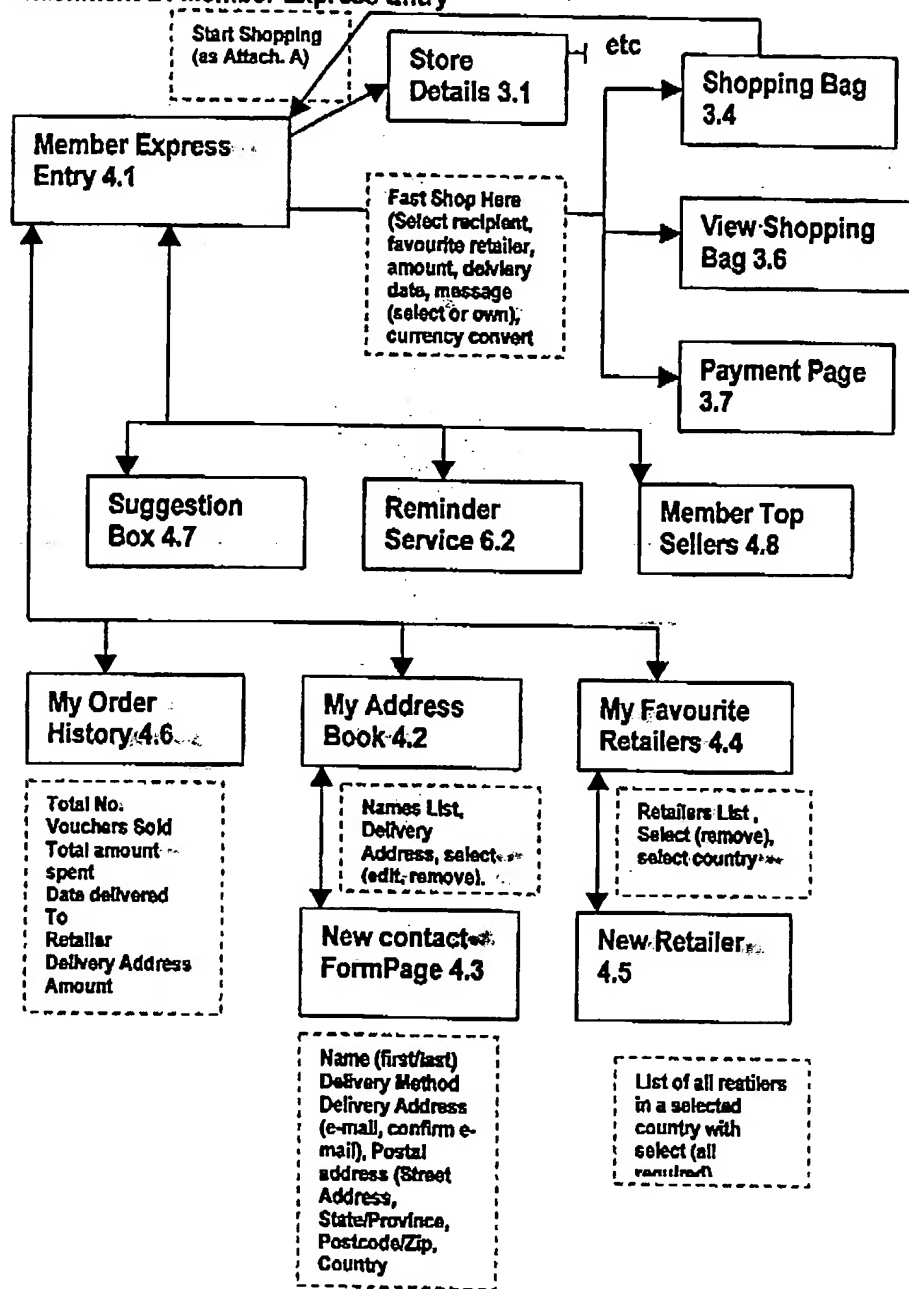 Member Express Entry
Start Shopping
(as Attach. A)
Store
Details 3.1
etc
Shopping Bag
3.4
Member Express
Entry 4.1
Fast Shop Here
(Select recipient,
favourite retailer,
amount, delviery
date, message
(select or own),
currency convert
View Shopping
Bag 3.6
Payment Page
3.7
Suggestion
Box 4.7
Reminder
Service 6.2
Member Top
Sellers 4.8
My Order
History 4.6
My Address
Book 4.2
My Favourite
Retailers 4.4
Total No.
Vouchers Sold
Total amount
spent
Date delivered
To
Retailer
Delivery Address
Amount
Names List,
Delivery
Address, select
(edit, remove).
Retailers List,
Select (remove),
select country
New contact
FormPage 4.3
New Retailer
4.5
Name (first/last)
Delivery Method
Delivery Address
(e-mail, confirm e-
mail), Postal
address (Street
Address,
State/Province,
Postcode/Zip,
Country
List of all reatilers
in a selected
country with
select (all
required)